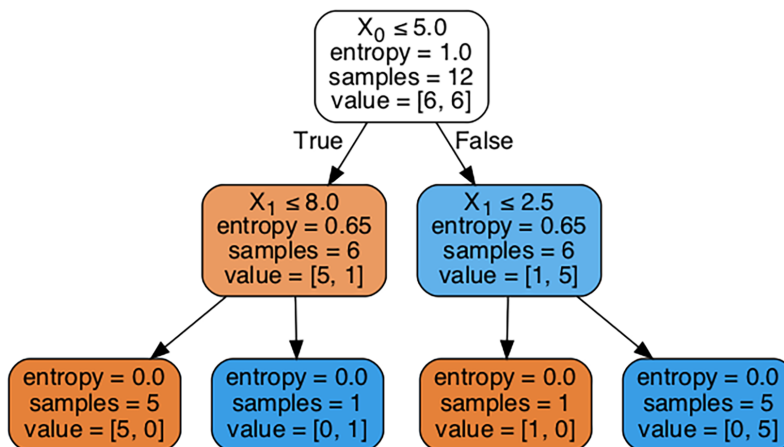 X₀ ≤ 5.0
entropy = 1.0
samples = 12
value = [6, 6]
True
False
X₁ ≤ 8.0
entropy = 0.65
samples = 6
value = [5, 1]
X₁ ≤ 2.5
entropy = 0.65
samples = 6
value = [1, 5]
entropy = 0.0
samples = 5
value = [5, 0]
entropy = 0.0
samples = 1
value = [0, 1]
entropy = 0.0
samples = 1
value = [1, 0]
entropy = 0.0
samples = 5
value = [0, 5]